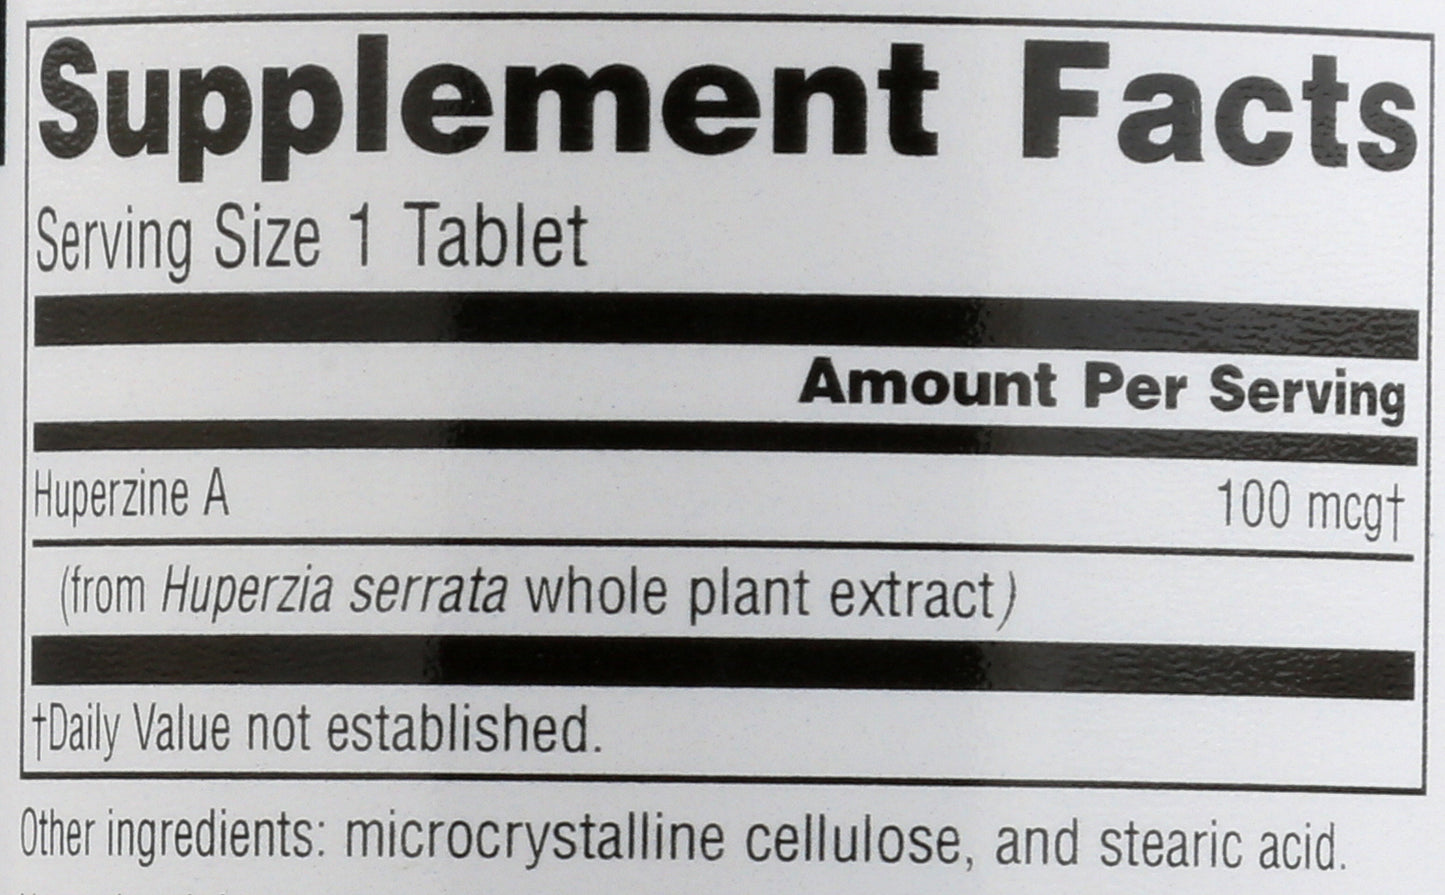 Supplement Facts
Serving Size 1 Tablet
Amount Per Serving
Huperzine A 100 mcg†
(from Huperzia serrata whole plant extract)
†Daily Value not established.
Other ingredients: microcrystalline cellulose, and stearic acid.